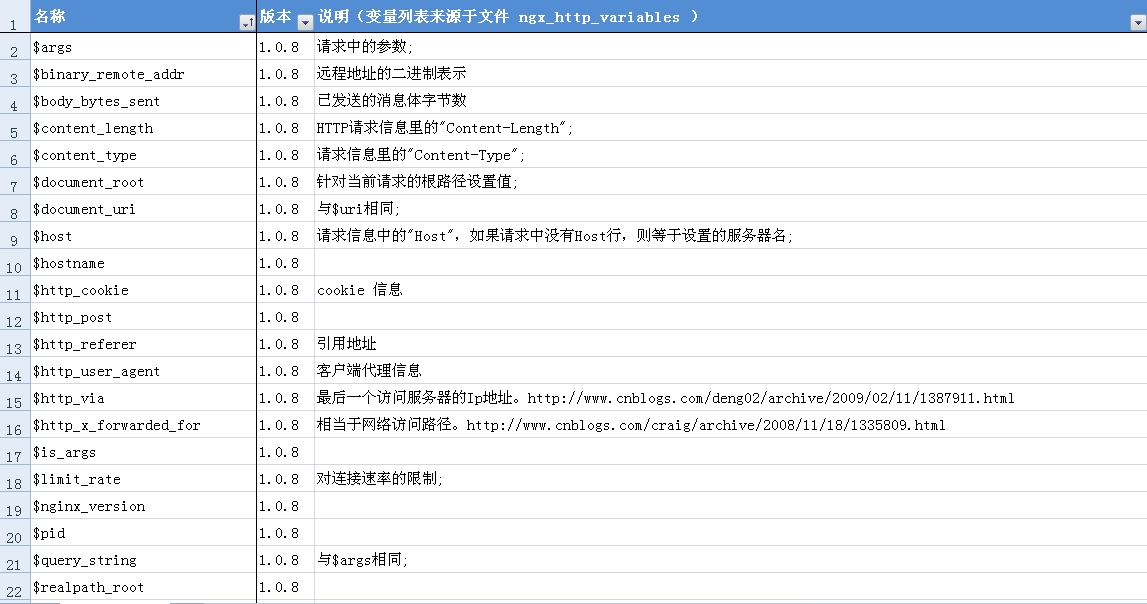 1 名称 版本 说明（变量列表来源于文件 ngx_http_variables ）
2 $args 1.0.8 请求中的参数;
3 $binary_remote_addr 1.0.8 远程地址的二进制表示
4 $body_bytes_sent 1.0.8 已发送的消息体字节数
5 $content_length 1.0.8 HTTP请求信息里的"Content-Length";
6 $content_type 1.0.8 请求信息里的"Content-Type";
7 $document_root 1.0.8 针对当前请求的根路径设置值;
8 $document_uri 1.0.8 与$uri相同;
9 $host 1.0.8 请求信息中的"Host"，如果请求中没有Host行，则等于设置的服务器名;
10 $hostname 1.0.8
11 $http_cookie 1.0.8 cookie 信息
12 $http_post 1.0.8
13 $http_referer 1.0.8 引用地址
14 $http_user_agent 1.0.8 客户端代理信息
15 $http_via 1.0.8 最后一个访问服务器的Ip地址。http://www.cnblogs.com/deng02/archive/2009/02/11/1387911.html
16 $http_x_forwarded_for 1.0.8 相当于网络访问路径。http://www.cnblogs.com/craig/archive/2008/11/18/1335809.html
17 $is_args 1.0.8
18 $limit_rate 1.0.8 对连接速率的限制;
19 $nginx_version 1.0.8
20 $pid 1.0.8
21 $query_string 1.0.8 与$args相同;
22 $realpath_root 1.0.8